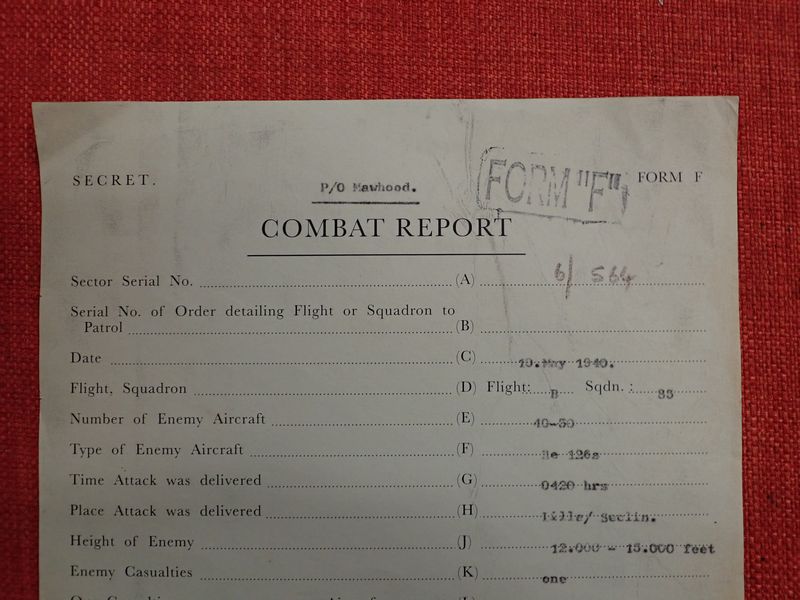 SECRET.
P/O Mawhood.
FORM "F"
FORM F
COMBAT REPORT
Sector Serial No. (A) 6/ 564
Serial No. of Order detailing Flight or Squadron to
Patrol (B)
Date (C) May 1940.
Flight, Squadron (D) Flight: B Sqdn.:
Number of Enemy Aircraft (E) 40-50
Type of Enemy Aircraft (F)
Time Attack was delivered (G) 0420 hrs
Place Attack was delivered (H) Lille/ Seclin.
Height of Enemy (J) 12.000 - 15.000 feet
Enemy Casualties (K) one